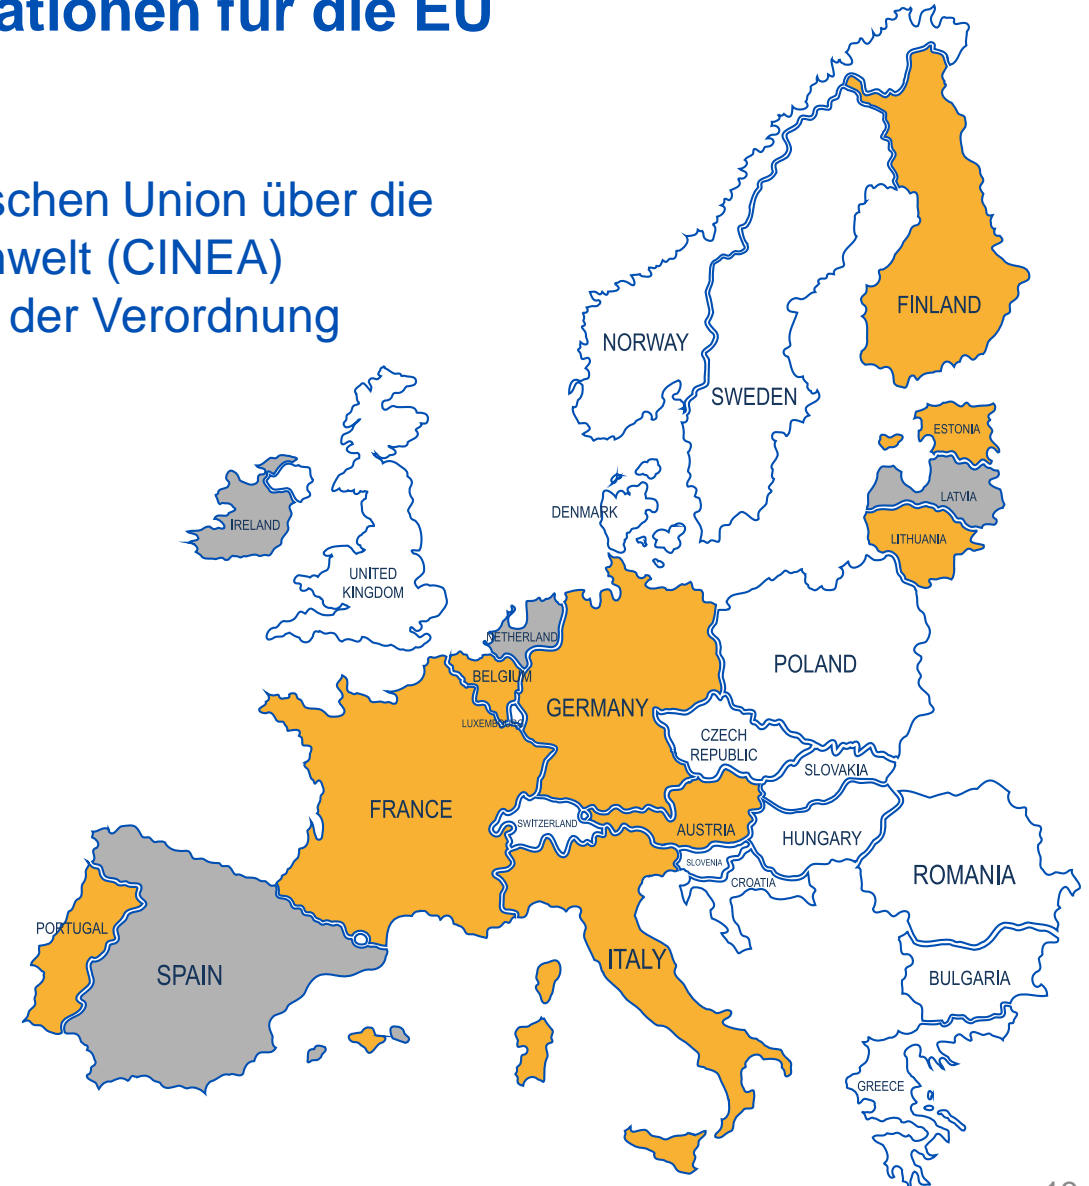 ationen für die EU
schen Union über die
welt (CINEA)
der Verordnung
FINLAND
NORWAY
SWEDEN
ESTONIA
LATVIA
DENMARK
IRELAND
LITHUANIA
UNITED
KINGDOM
NETHERLAND
POLAND
BELGIUM
GERMANY
LUXEMBOURG
CZECH
REPUBLIC
SLOVAKIA
FRANCE
SWITZERLAND
AUSTRIA
HUNGARY
SLOVENIA
CROATIA
ROMANIA
PORTUGAL
ITALY
SPAIN
BULGARIA
GREECE